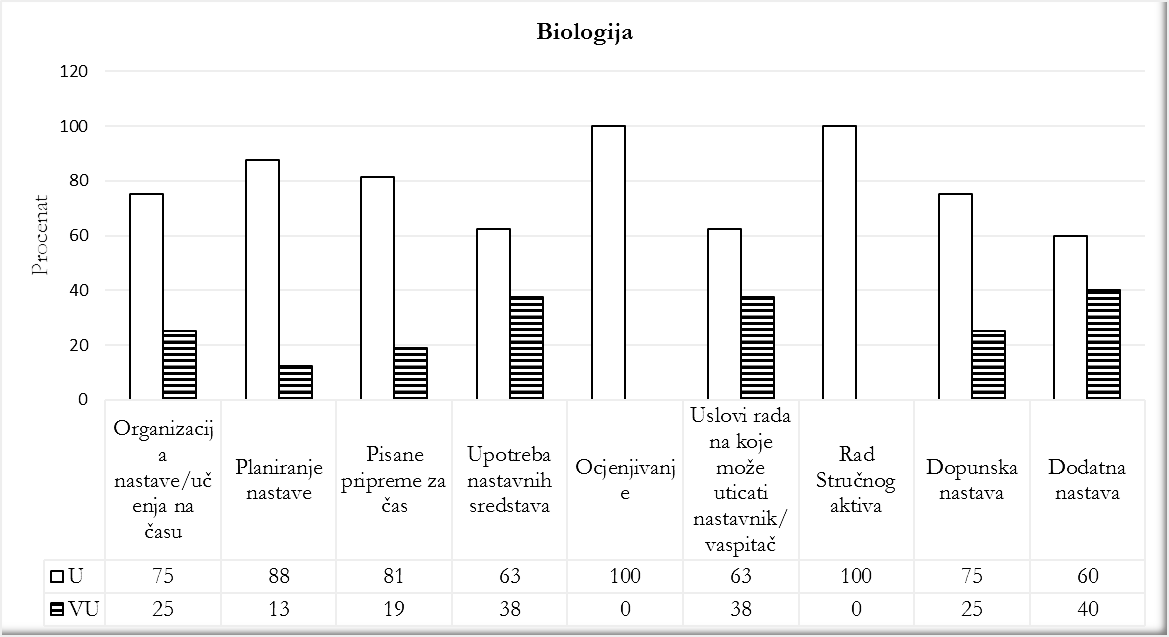 Biologija
120
100
80
60
40
20
0
Procenat
Organizacij
a
nastave/uč
enja na
času
Planiranje
nastave
Pisane
pripreme za
čas
Upotreba
nastavnih
sredstava
Ocjenjivanj
e
Uslovi rada
na koje
može
uticati
nastavnik/
vaspitač
Rad
Stručnog
aktiva
Dopunska
nastava
Dodatna
nastava
U 75 88 81 63 100 63 100 75 60
VU 25 13 19 38 0 38 0 25 40